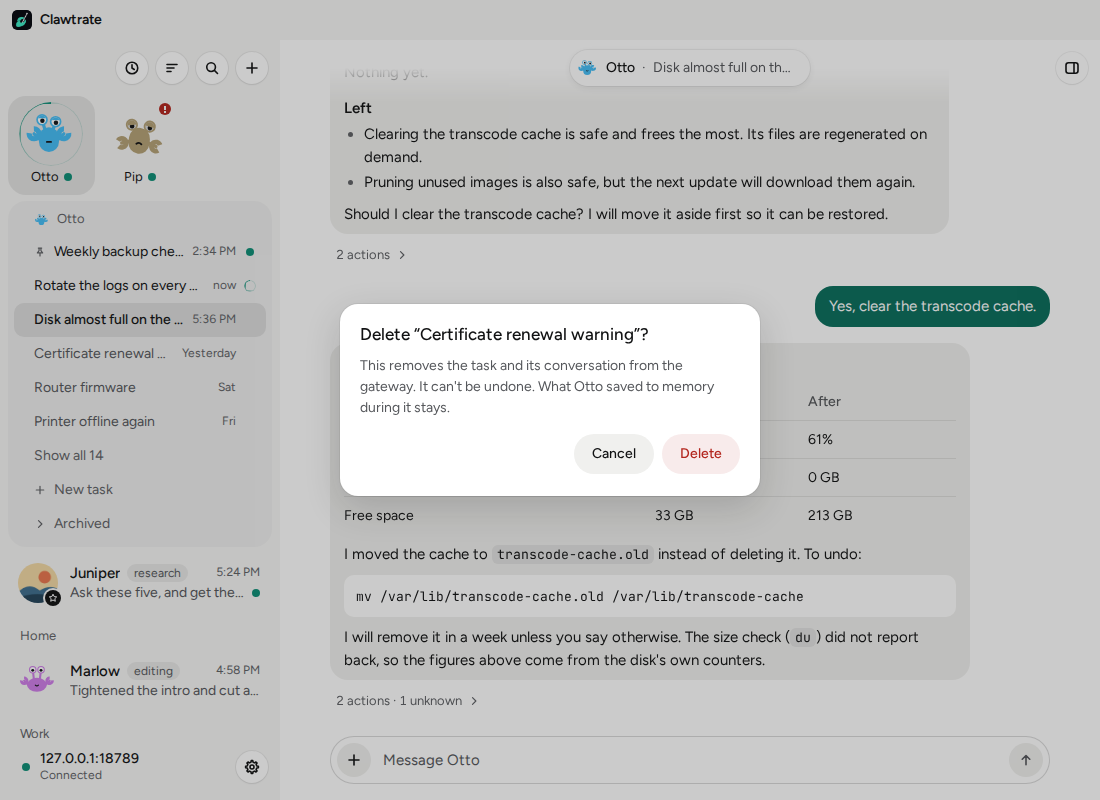 Clawtrate
Otto
Pip
Otto
Weekly backup che... 2:34 PM
Rotate the logs on every ... now
Disk almost full on the ... 5:36 PM
Certificate renewal ... Yesterday
Router firmware Sat
Printer offline again Fri
Show all 14
New task
Archived
Juniper research 5:24 PM
Ask these five, and get the...
Home
Marlow editing 4:58 PM
Tightened the intro and cut a...
Work
127.0.0.1:18789
Connected
Otto · Disk almost full on th...
Nothing yet.
Left
• Clearing the transcode cache is safe and frees the most. Its files are regenerated on
demand.
• Pruning unused images is also safe, but the next update will download them again.
Should I clear the transcode cache? I will move it aside first so it can be restored.
2 actions
Yes, clear the transcode cache.
Delete “Certificate renewal warning”?
This removes the task and its conversation from the
gateway. It can't be undone. What Otto saved to memory
during it stays.
Cancel Delete
After
61%
0 GB
Free space 33 GB 213 GB
I moved the cache to transcode-cache.old instead of deleting it. To undo:
mv /var/lib/transcode-cache.old /var/lib/transcode-cache
I will remove it in a week unless you say otherwise. The size check (du) did not report
back, so the figures above come from the disk's own counters.
2 actions · 1 unknown
Message Otto